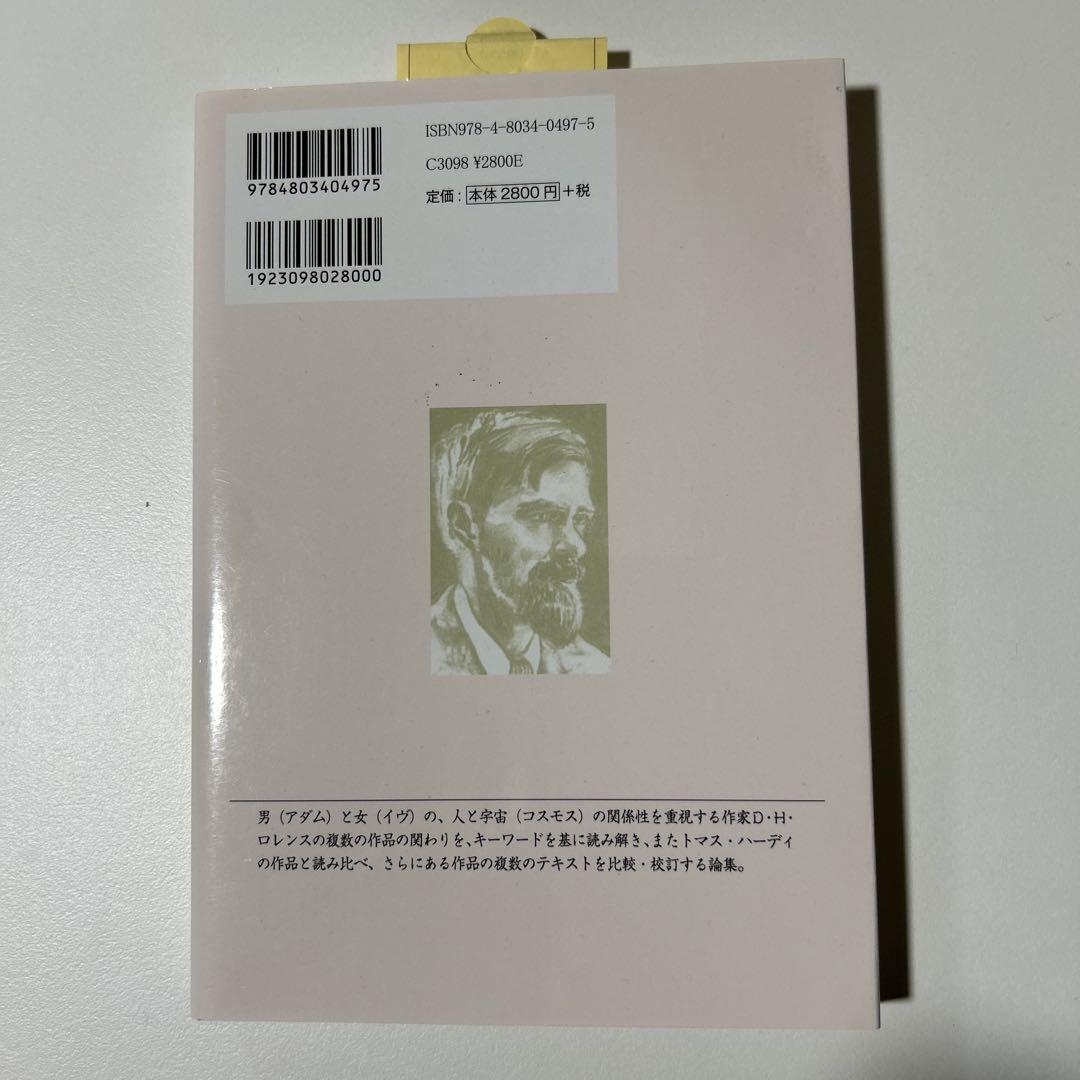 ISBN978-4-8034-0497-5
9784803404975
C3098 ¥2800E
定価:本体2800円+税
1923098028000
男(アダム)と女(イヴ)の、人と宇宙(コスモス)の関係性を重視する作家D・H・
ロレンスの複数の作品の関わりを、キーワードを基に読み解き、またトマス・ハーディ
の作品と読み比べ、さらにある作品の複数のテキストを比較・校訂する論集。